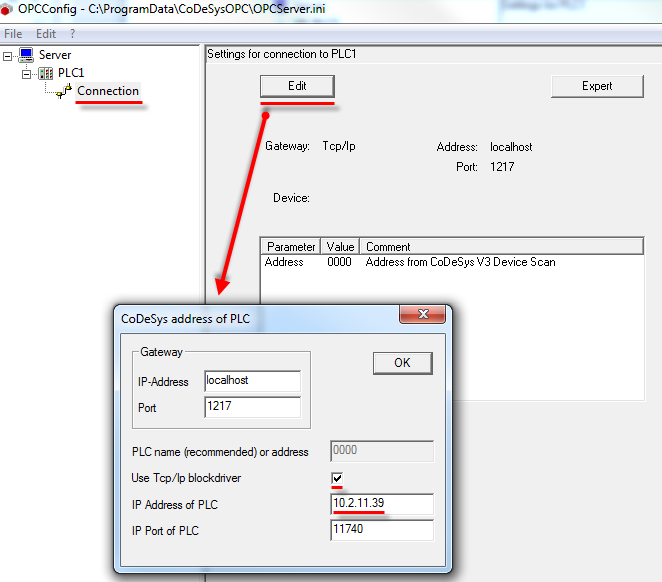 OPCConfig - C:\ProgramData\CoDeSysOPC\OPCServer.ini
File Edit ?
Server
PLC1
Connection
Settings for connection to PLC1
Edit Expert
Gateway: Tcp/Ip Address: localhost
Port: 1217
Device:
Parameter Value Comment
Address 0000 Address from CoDeSys V3 Device Scan
CoDeSys address of PLC
Gateway
OK
IP-Address localhost
Port 1217
PLC name (recommended) or address 0000
Use Tcp/Ip blockdriver
IP Address of PLC 10.2.11.39
IP Port of PLC 11740